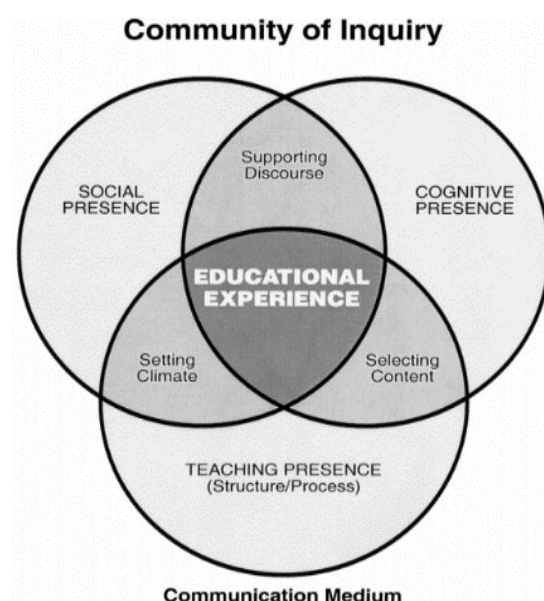 Community of Inquiry
Supporting
Discourse
SOCIAL
PRESENCE
COGNITIVE
PRESENCE
EDUCATIONAL
EXPERIENCE
Setting
Climate
Selecting
Content
TEACHING PRESENCE
(Structure/Process)
Communication Medium